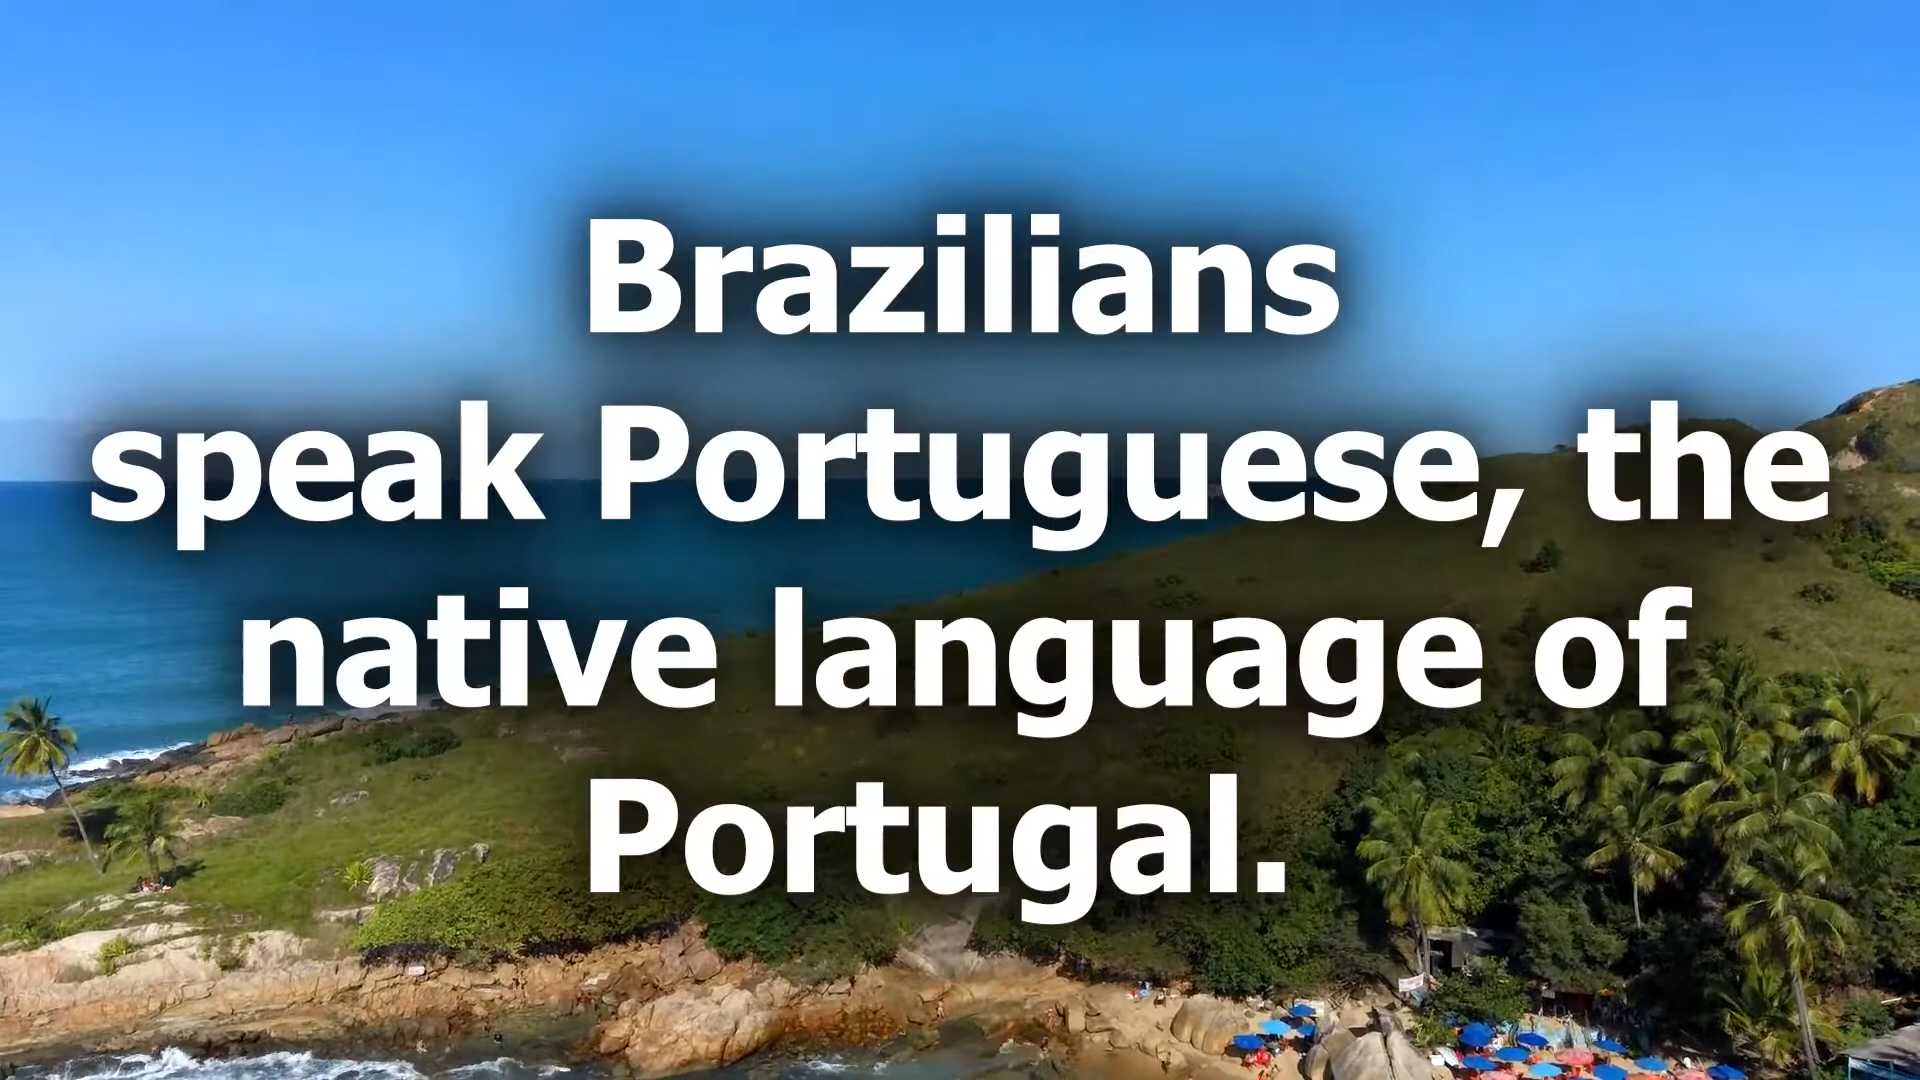 Brazilians
speak Portuguese, the
native language of
Portugal.